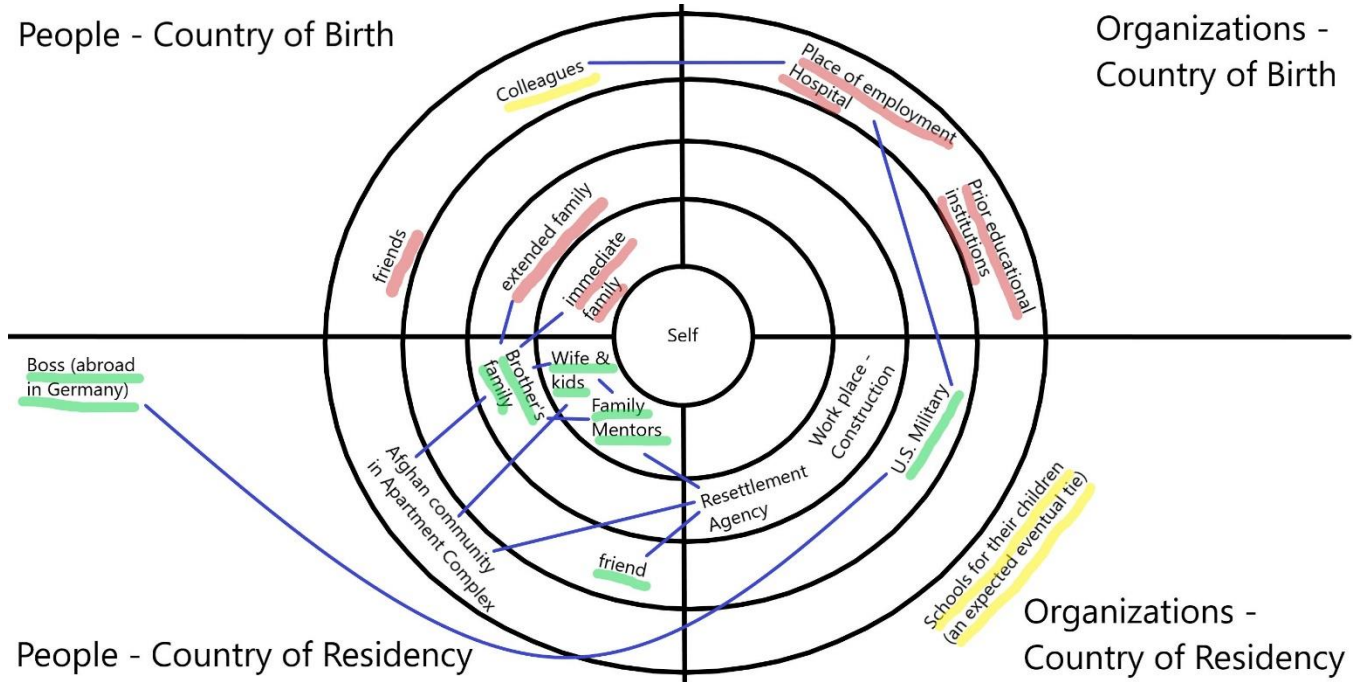 People - Country of Birth
Organizations -
Country of Birth
Colleagues
Place of employment
Hospital
friends
extended family
immediate
family
Prior educational
institutions
Self
Boss (abroad
in Germany)
Brother's
family
Wife &
kids
Family
Mentors
Work place -
Construction
U.S. Military
Afghan community
in Apartment Complex
Resettlement
Agency
friend
Schools for their children
(an expected eventual tie)
People - Country of Residency
Organizations -
Country of Residency